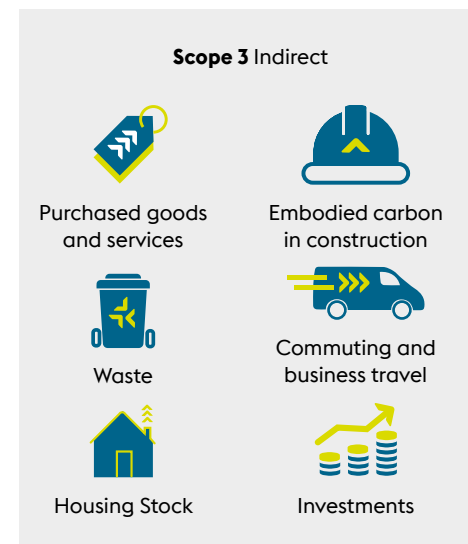 Scope 3 Indirect
Purchased goods
and services
Embodied carbon
in construction
Waste
Commuting and
business travel
Housing Stock
Investments